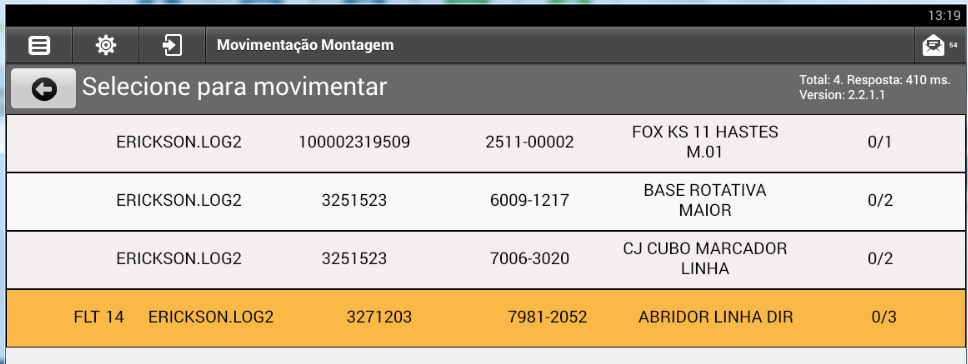 13:19
Movimentação Montagem
54
Selecione para movimentar
Total: 4. Resposta: 410 ms.
Version: 2.2.1.1
ERICKSON.LOG2 100002319509 2511-00002 FOX KS 11 HASTES M.01 0/1
ERICKSON.LOG2 3251523 6009-1217 BASE ROTATIVA MAIOR 0/2
ERICKSON.LOG2 3251523 7006-3020 CJ CUBO MARCADOR LINHA 0/2
FLT 14 ERICKSON.LOG2 3271203 7981-2052 ABRIDOR LINHA DIR 0/3